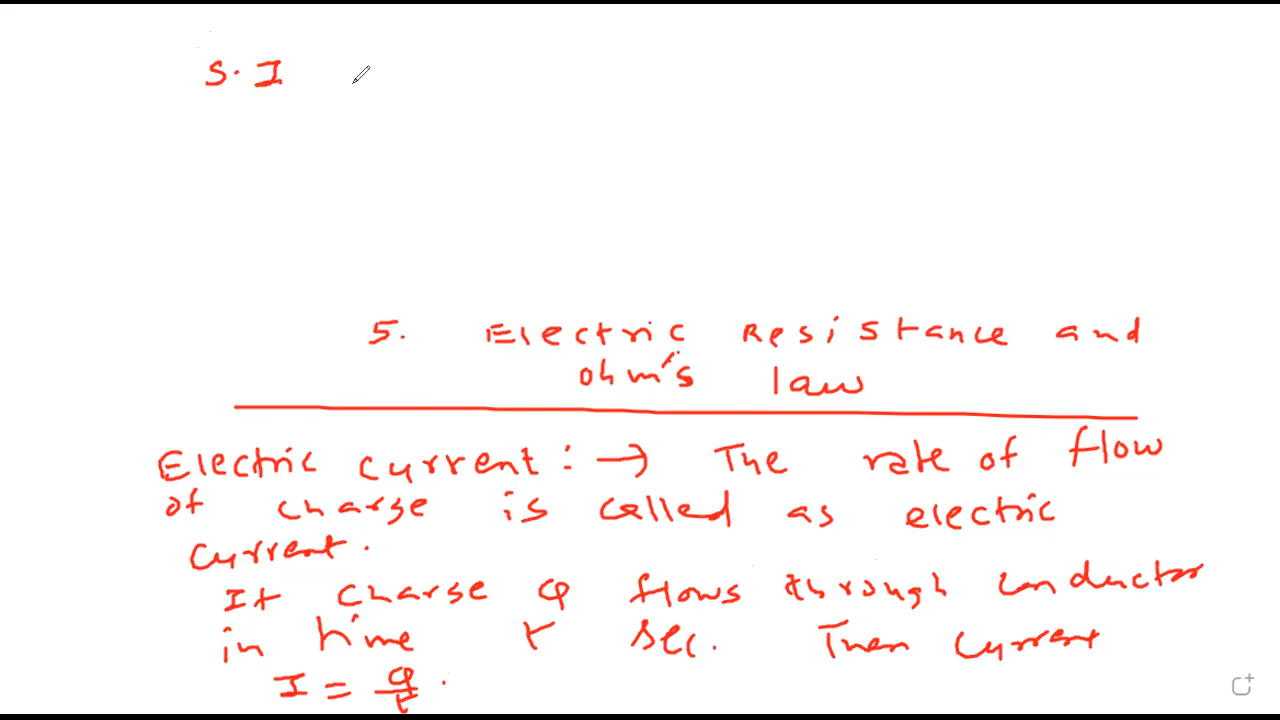 S. I
5. Electric Resistance and
ohm's law
Electric current : → The rate of flow
of charge is called as electric
current.
If charge Q flows through conductor
in time t sec. Then current
I = Q/t .